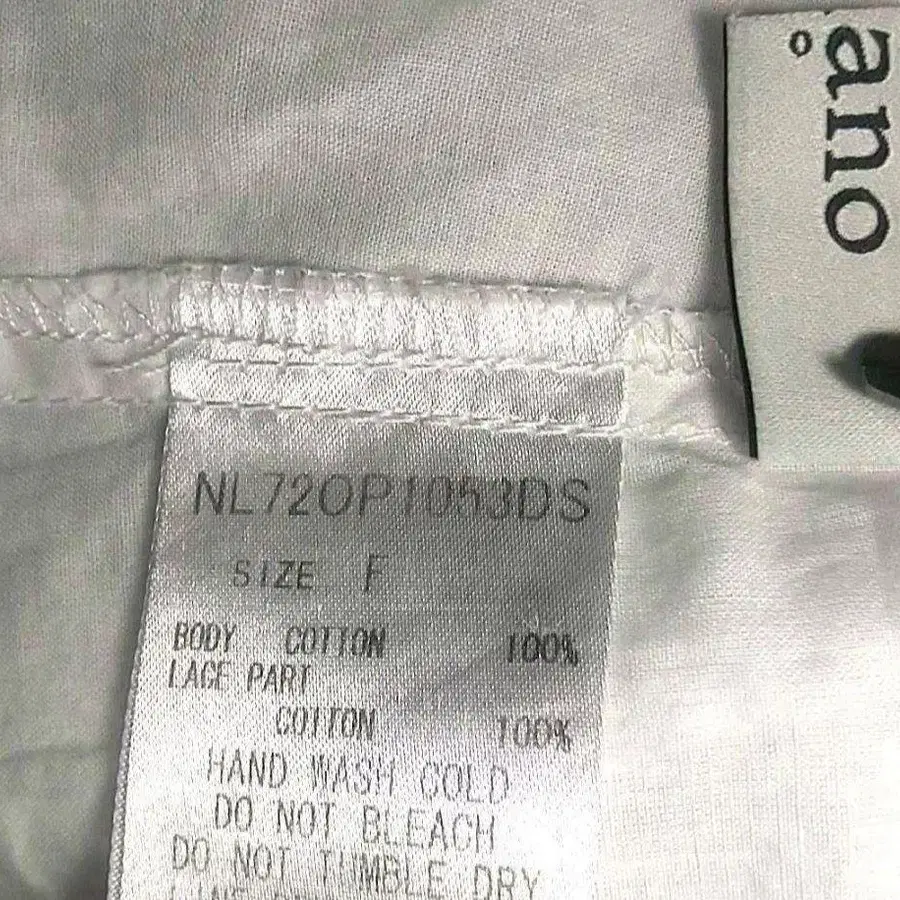 ano
NL72OP1053DS
SIZE F
BODY COTTON 100%
LACE PART
COTTON 100%
HAND WASH COLD
DO NOT BLEACH
DO NOT TUMBLE DRY